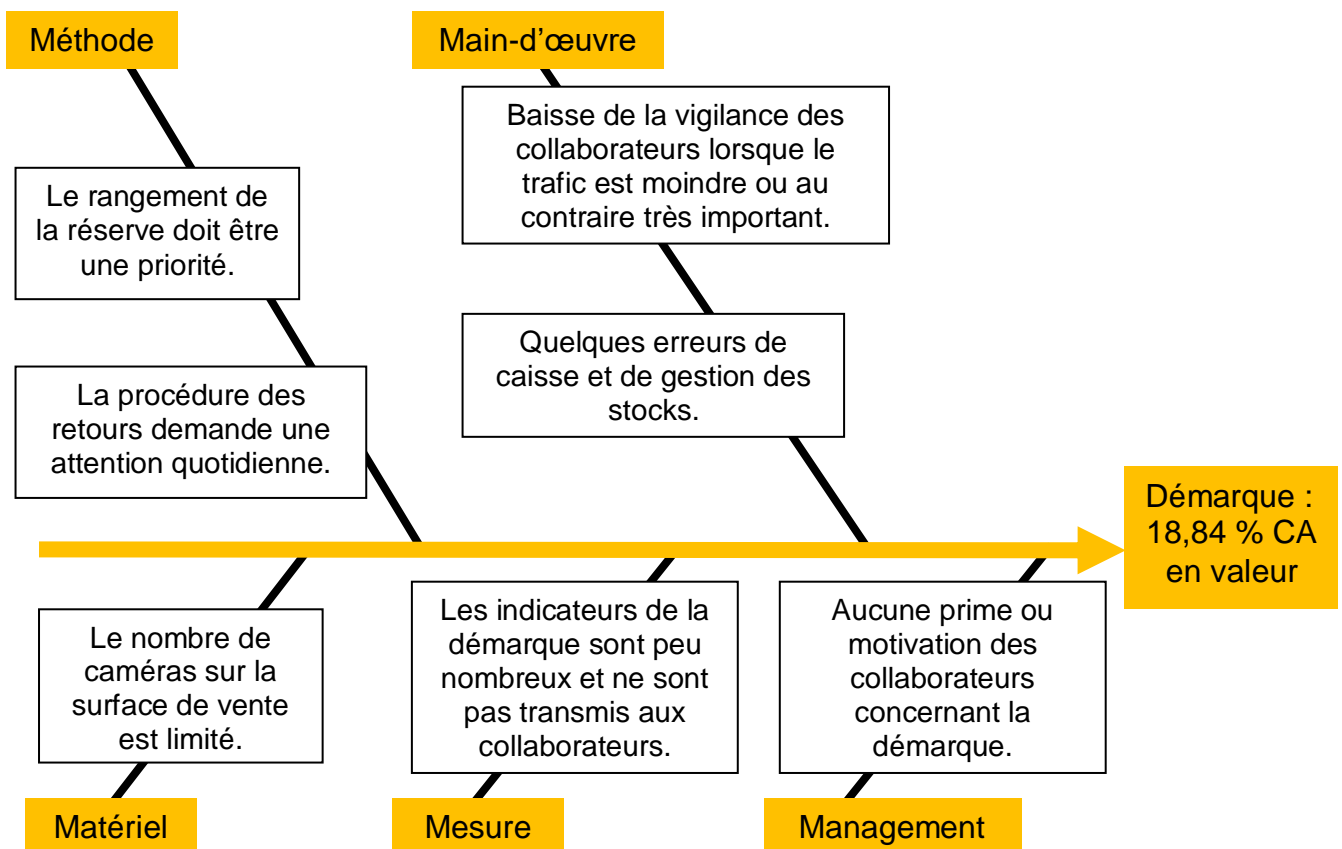 Méthode
Main-d’œuvre
Baisse de la vigilance des
collaborateurs lorsque le
trafic est moindre ou au
contraire très important.
Le rangement de
la réserve doit être
une priorité.
Quelques erreurs de
caisse et de gestion des
stocks.
La procédure des
retours demande une
attention quotidienne.
Démarque :
18,84 % CA
en valeur
Le nombre de
caméras sur la
surface de vente
est limité.
Les indicateurs de la
démarque sont peu
nombreux et ne sont
pas transmis aux
collaborateurs.
Aucune prime ou
motivation des
collaborateurs
concernant la
démarque.
Matériel
Mesure
Management